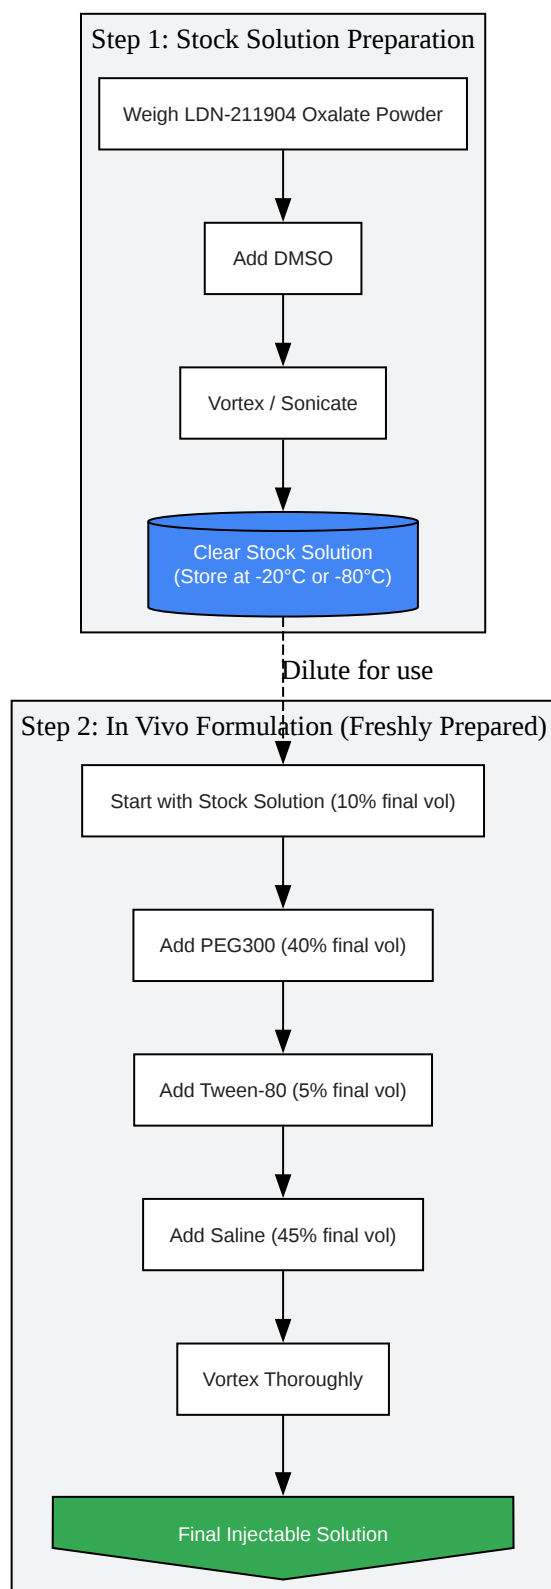 Step 1: Stock Solution Preparation
Weigh LDN-211904 Oxalate Powder
Add DMSO
Vortex / Sonicate
Clear Stock Solution
(Store at -20°C or -80°C)
Dilute for use
Step 2: In Vivo Formulation (Freshly Prepared)
Start with Stock Solution (10% final vol)
Add PEG300 (40% final vol)
Add Tween-80 (5% final vol)
Add Saline (45% final vol)
Vortex Thoroughly
Final Injectable Solution